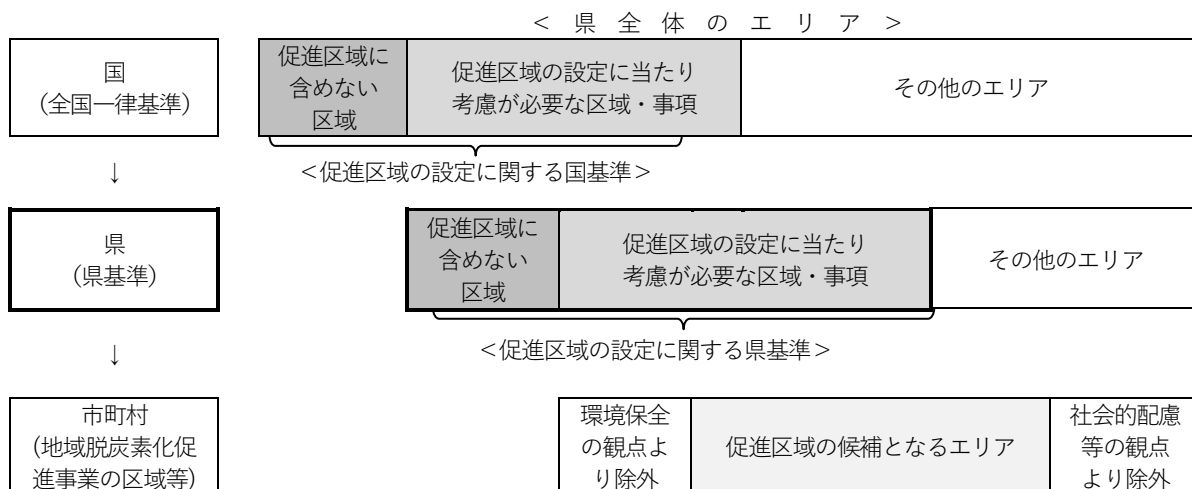 ＜ 県 全 体 の エ リ ア ＞
国
（全国一律基準）
促進区域に
含めない
区域
促進区域の設定に当たり
考慮が必要な区域・事項
その他のエリア
＜促進区域の設定に関する国基準＞
↓
県
（県基準）
促進区域に
含めない
区域
促進区域の設定に当たり
考慮が必要な区域・事項
その他のエリア
＜促進区域の設定に関する県基準＞
↓
市町村
(地域脱炭素化促
進事業の区域等)
環境保全
の観点よ
り除外
促進区域の候補となるエリア
社会的配慮
等の観点
より除外